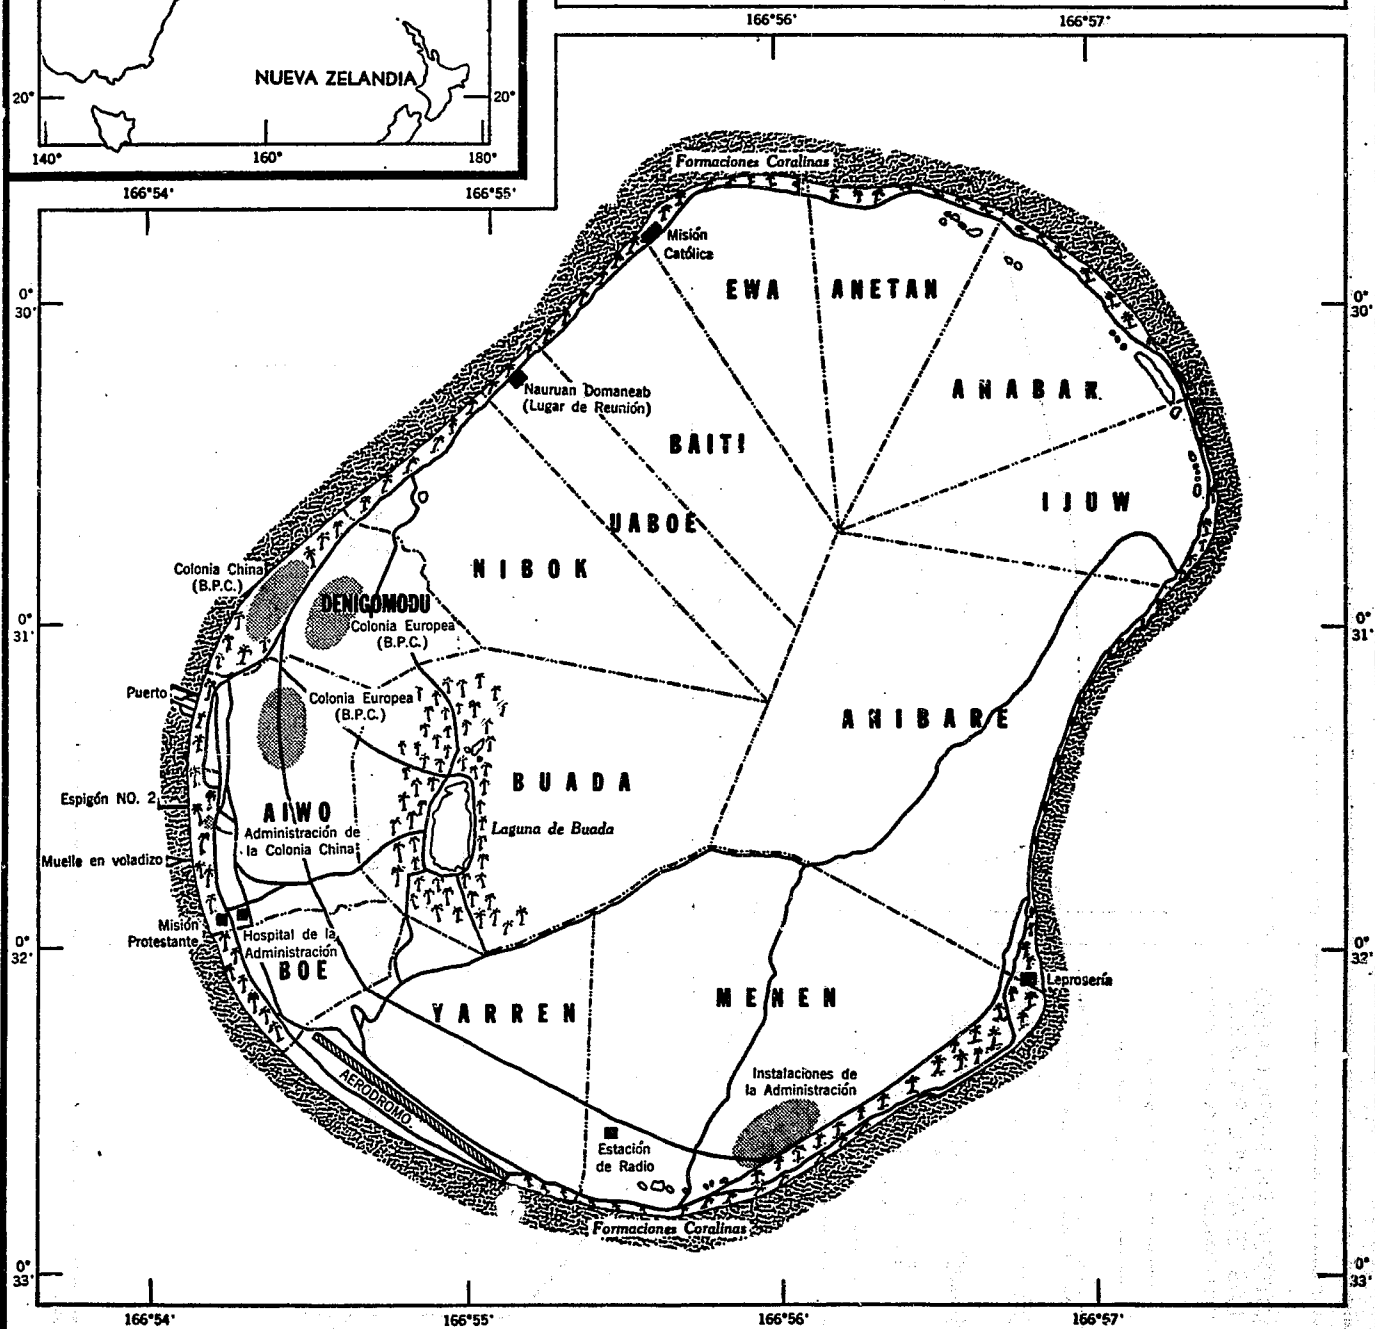 166°56'
166°57'
NUEVA ZELANDIA
20°
20°
140°
160°
180°
166°54'
166°55'
Formaciones Coralinas
Misión
Católica
EWA
ANETAN
0°
30'
0°
30'
Nauruan Domaneab
(Lugar de Reunión)
ANABAR
BAITI
IJUW
UABOE
NIBOK
Colonia China
(B.P.C.)
DENIGOMODU
Colonia Europea
(B.P.C.)
0°
31'
0°
31'
Puerto
Colonia Europea
(B.P.C.)
ANIBARE
BUADA
Espigón NO. 2
AIWO
Administración de
la Colonia China
Laguna de Buada
Muelle en voladizo
Misión
Protestante
Hospital de la
Administración
0°
32'
0°
32'
BOE
Leprosería
YARREN
MENEN
Instalaciones de
la Administración
AERODROMO
Estación
de Radio
Formaciones Coralinas
0°
33'
0°
33'
166°54'
166°55'
166°56'
166°57'